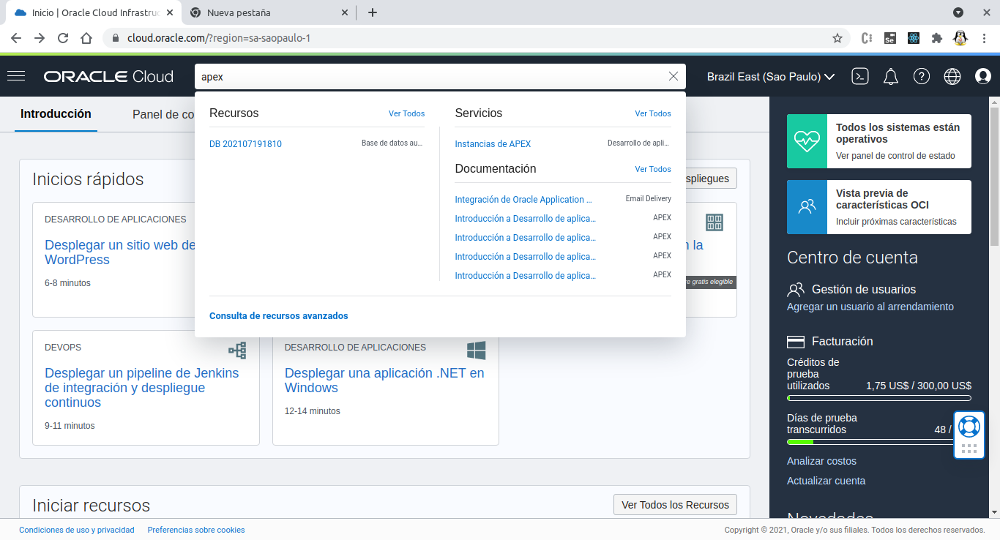 Inicio | Oracle Cloud Infrastruc
Nueva pestaña
cloud.oracle.com/?region=sa-saopaulo-1
Se
ORACLE Cloud
apex
Brazil East (Sao Paulo)
Introducción
Panel de co
Recursos
Ver Todos
DB 202107191810
Base de datos au...
Servicios
Ver Todos
Instancias de APEX
Desarrollo de apli...
Documentación
Ver Todos
Integración de Oracle Application ...
Email Delivery
Introducción a Desarrollo de aplica...
APEX
Introducción a Desarrollo de aplica...
APEX
Introducción a Desarrollo de aplica...
APEX
Introducción a Desarrollo de aplica...
APEX
Consulta de recursos avanzados
Inicios rápidos
spliegues
DESARROLLO DE APLICACIONES
Desplegar un sitio web de
WordPress
6-8 minutos
n la
e gratis elegible
DEVOPS
Desplegar un pipeline de Jenkins
de integración y despliegue
continuos
9-11 minutos
DESARROLLO DE APLICACIONES
Desplegar una aplicación .NET en
Windows
12-14 minutos
Iniciar recursos
Ver Todos los Recursos
Todos los sistemas están
operativos
Ver panel de control de estado
Vista previa de
características OCI
Incluir próximas características
Centro de cuenta
Gestión de usuarios
Agregar un usuario al arrendamiento
Facturación
Créditos de
prueba
utilizados
1,75 US$ / 300,00 US$
Días de prueba
transcurridos
48 /
Analizar costos
Actualizar cuenta
Novedades
Condiciones de uso y privacidad
Preferencias sobre cookies
Copyright © 2021, Oracle y/o sus filiales. Todos los derechos reservados.